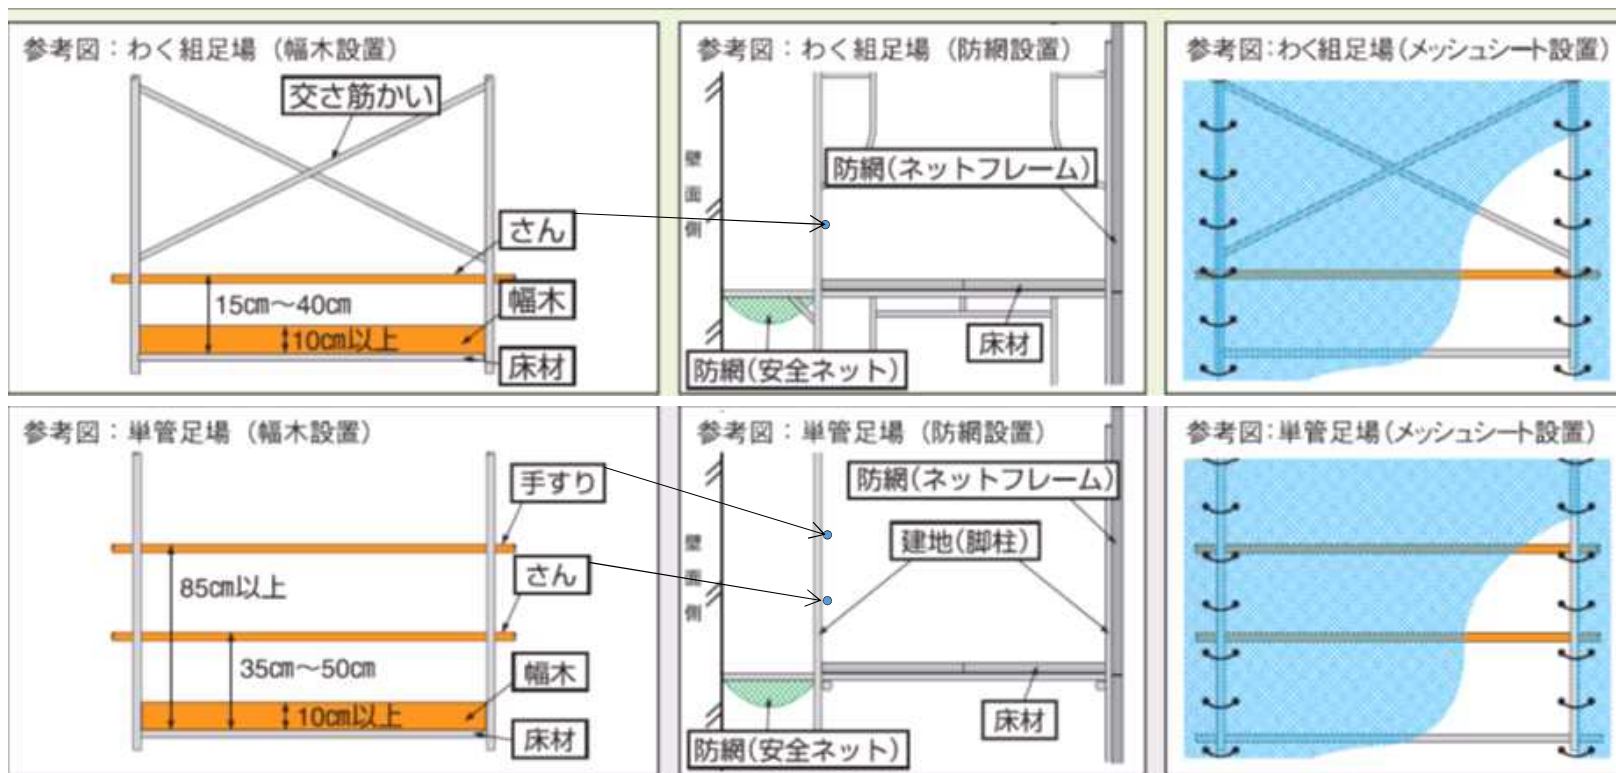 参考図：わく組足場（幅木設置）
交さ筋かい
さん
15cm～40cm
幅木
10cm以上
床材
参考図：わく組足場（防網設置）
壁面側
防網(ネットフレーム)
床材
防網(安全ネット)
参考図：わく組足場（メッシュシート設置）
参考図：単管足場（幅木設置）
手すり
さん
85cm以上
35cm～50cm
幅木
10cm以上
床材
参考図：単管足場（防網設置）
防網(ネットフレーム)
壁面側
建地(脚柱)
床材
防網(安全ネット)
参考図：単管足場（メッシュシート設置）